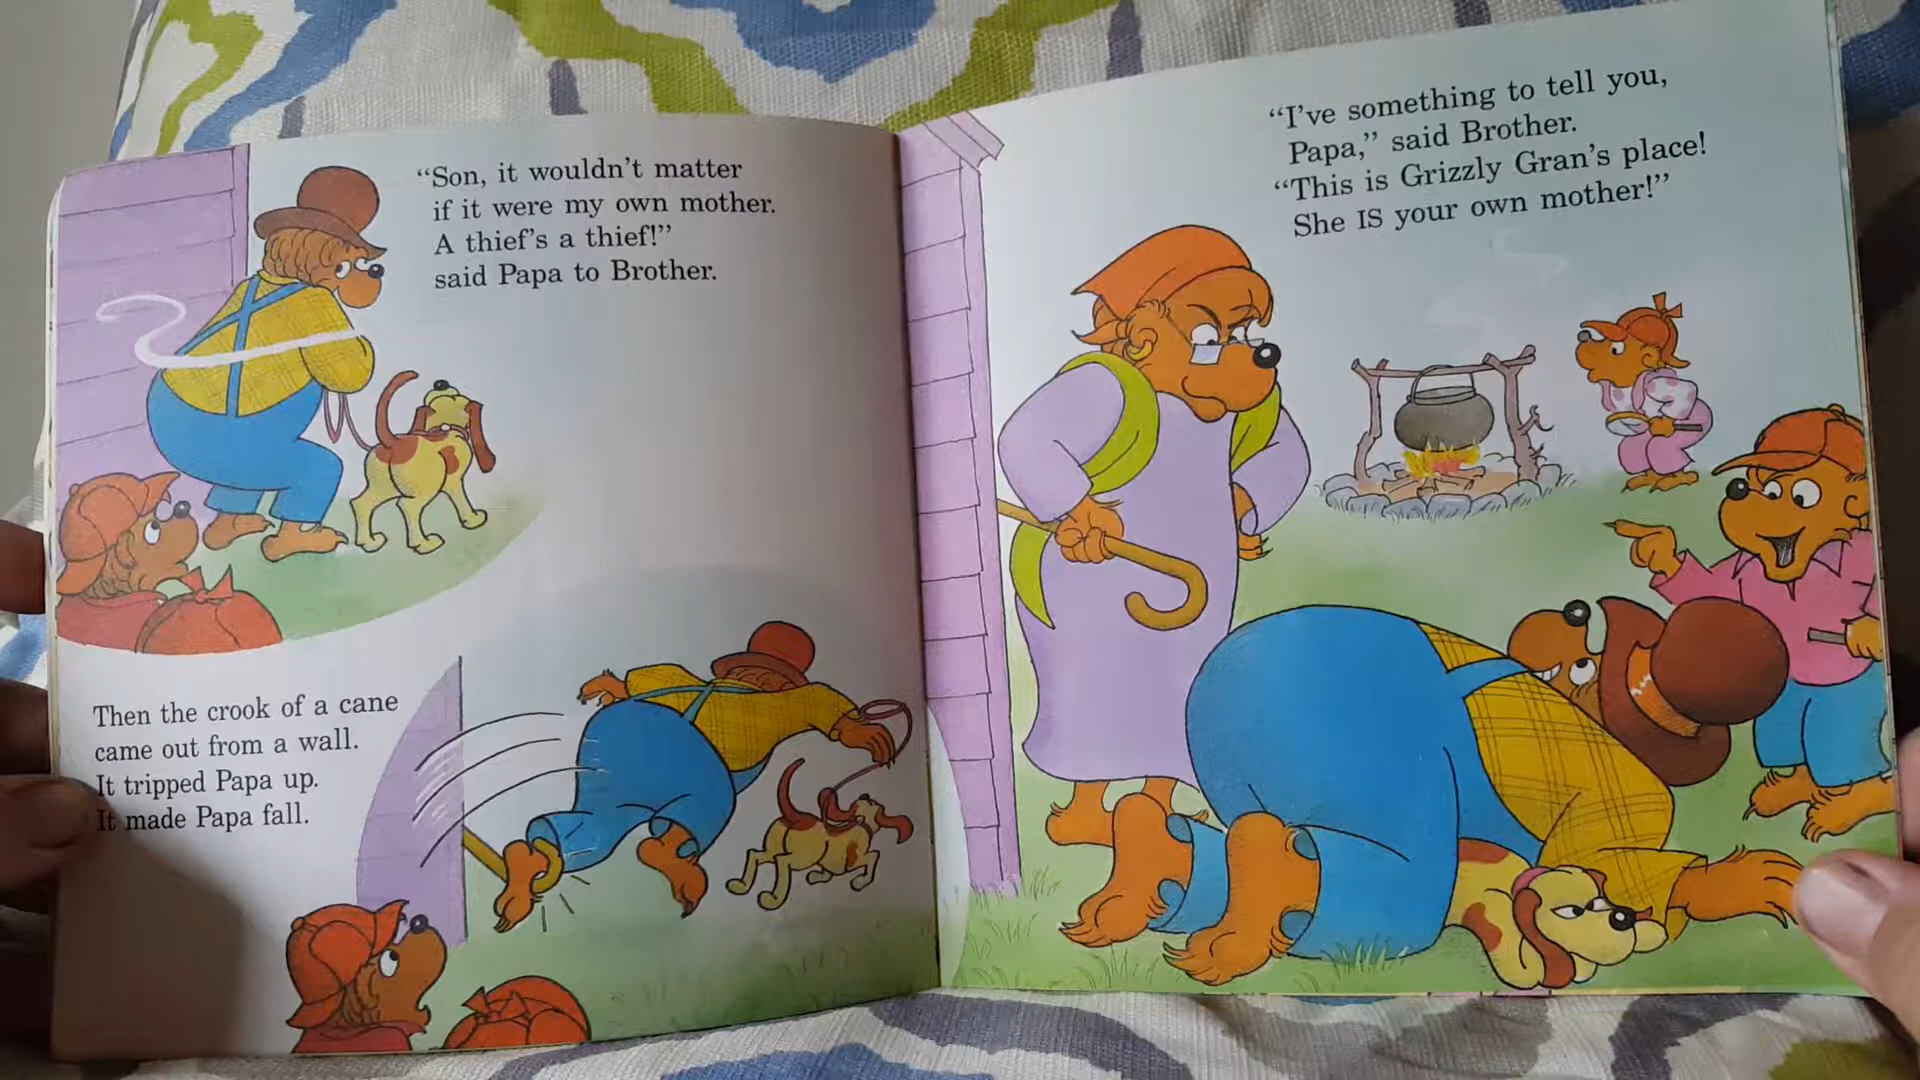 “Son, it wouldn’t matter
if it were my own mother.
A thief’s a thief!”
said Papa to Brother.
Then the crook of a cane
came out from a wall.
It tripped Papa up.
It made Papa fall.
“I’ve something to tell you,
Papa,” said Brother.
“This is Grizzly Gran’s place!
She IS your own mother!”